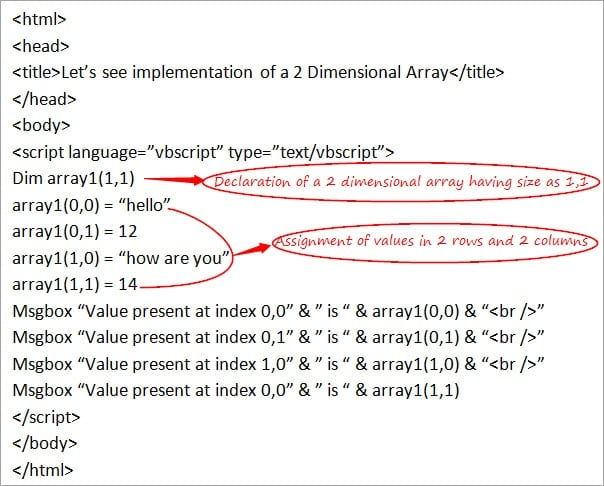 <html>
<head>
<title>Let’s see implementation of a 2 Dimensional Array</title>
</head>
<body>
<script language=”vbscript” type=”text/vbscript”>
Dim array1(1,1)
Declaration of a 2 dimensional array having size as 1,1
array1(0,0) = “hello”
array1(0,1) = 12
Assignment of values in 2 rows and 2 columns
array1(1,0) = “how are you”
array1(1,1) = 14
Msgbox “Value present at index 0,0” & ” is “ & array1(0,0) & “<br />”
Msgbox “Value present at index 0,1” & ” is “ & array1(0,1) & “<br />”
Msgbox “Value present at index 1,0” & ” is “ & array1(1,0) & “<br />”
Msgbox “Value present at index 0,0” & ” is “ & array1(1,1)
</script>
</body>
</html>